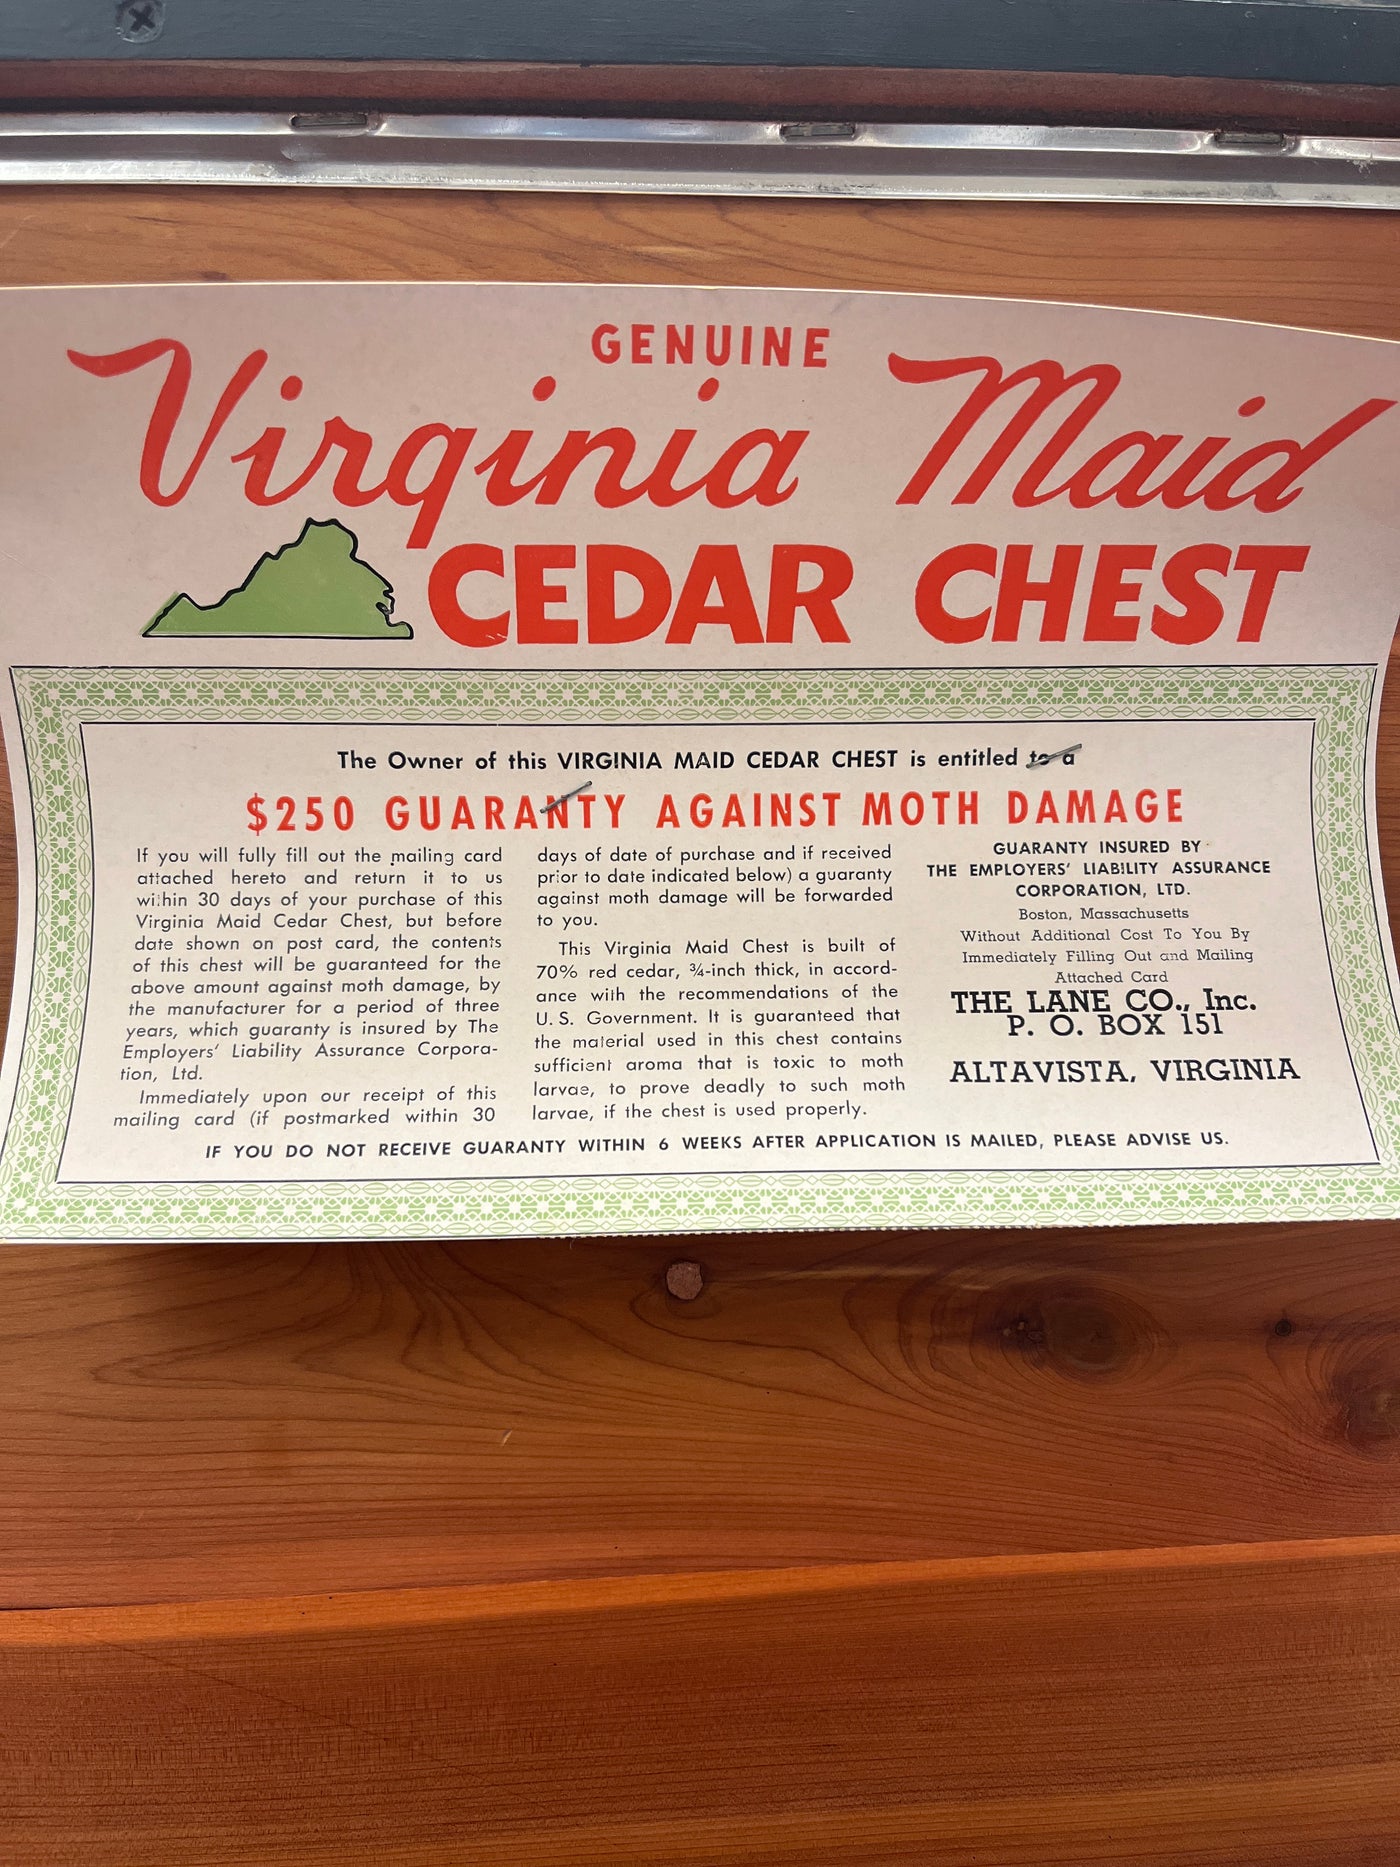 GENUINE
Virginia Maid
CEDAR CHEST
The Owner of this VIRGINIA MAID CEDAR CHEST is entitled to a
$250 GUARANTY AGAINST MOTH DAMAGE
If you will fully fill out the mailing card
attached hereto and return it to us
within 30 days of your purchase of this
Virginia Maid Cedar Chest, but before
date shown on post card, the contents
of this chest will be guaranteed for the
above amount against moth damage, by
the manufacturer for a period of three
years, which guaranty is insured by The
Employers' Liability Assurance Corpora-
tion, Ltd.
Immediately upon our receipt of this
mailing card (if postmarked within 30
days of date of purchase and if received
prior to date indicated below) a guaranty
against moth damage will be forwarded
to you.
This Virginia Maid Chest is built of
70% red cedar, ¾-inch thick, in accord-
ance with the recommendations of the
U. S. Government. It is guaranteed that
the material used in this chest contains
sufficient aroma that is toxic to moth
larvae, to prove deadly to such moth
larvae, if the chest is used properly.
GUARANTY INSURED BY
THE EMPLOYERS' LIABILITY ASSURANCE
CORPORATION, LTD.
Boston, Massachusetts
Without Additional Cost To You By
Immediately Filling Out and Mailing
Attached Card
THE LANE CO., Inc.
P. O. BOX 151
ALTAVISTA, VIRGINIA
IF YOU DO NOT RECEIVE GUARANTY WITHIN 6 WEEKS AFTER APPLICATION IS MAILED, PLEASE ADVISE US.